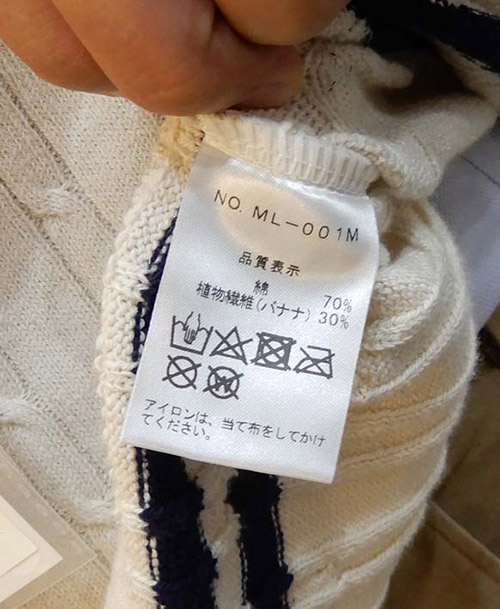 NO. ML-001M
品質表示
綿 70%
植物繊維(バナナ) 30%
アイロンは、当て布をしてかけ
てください。